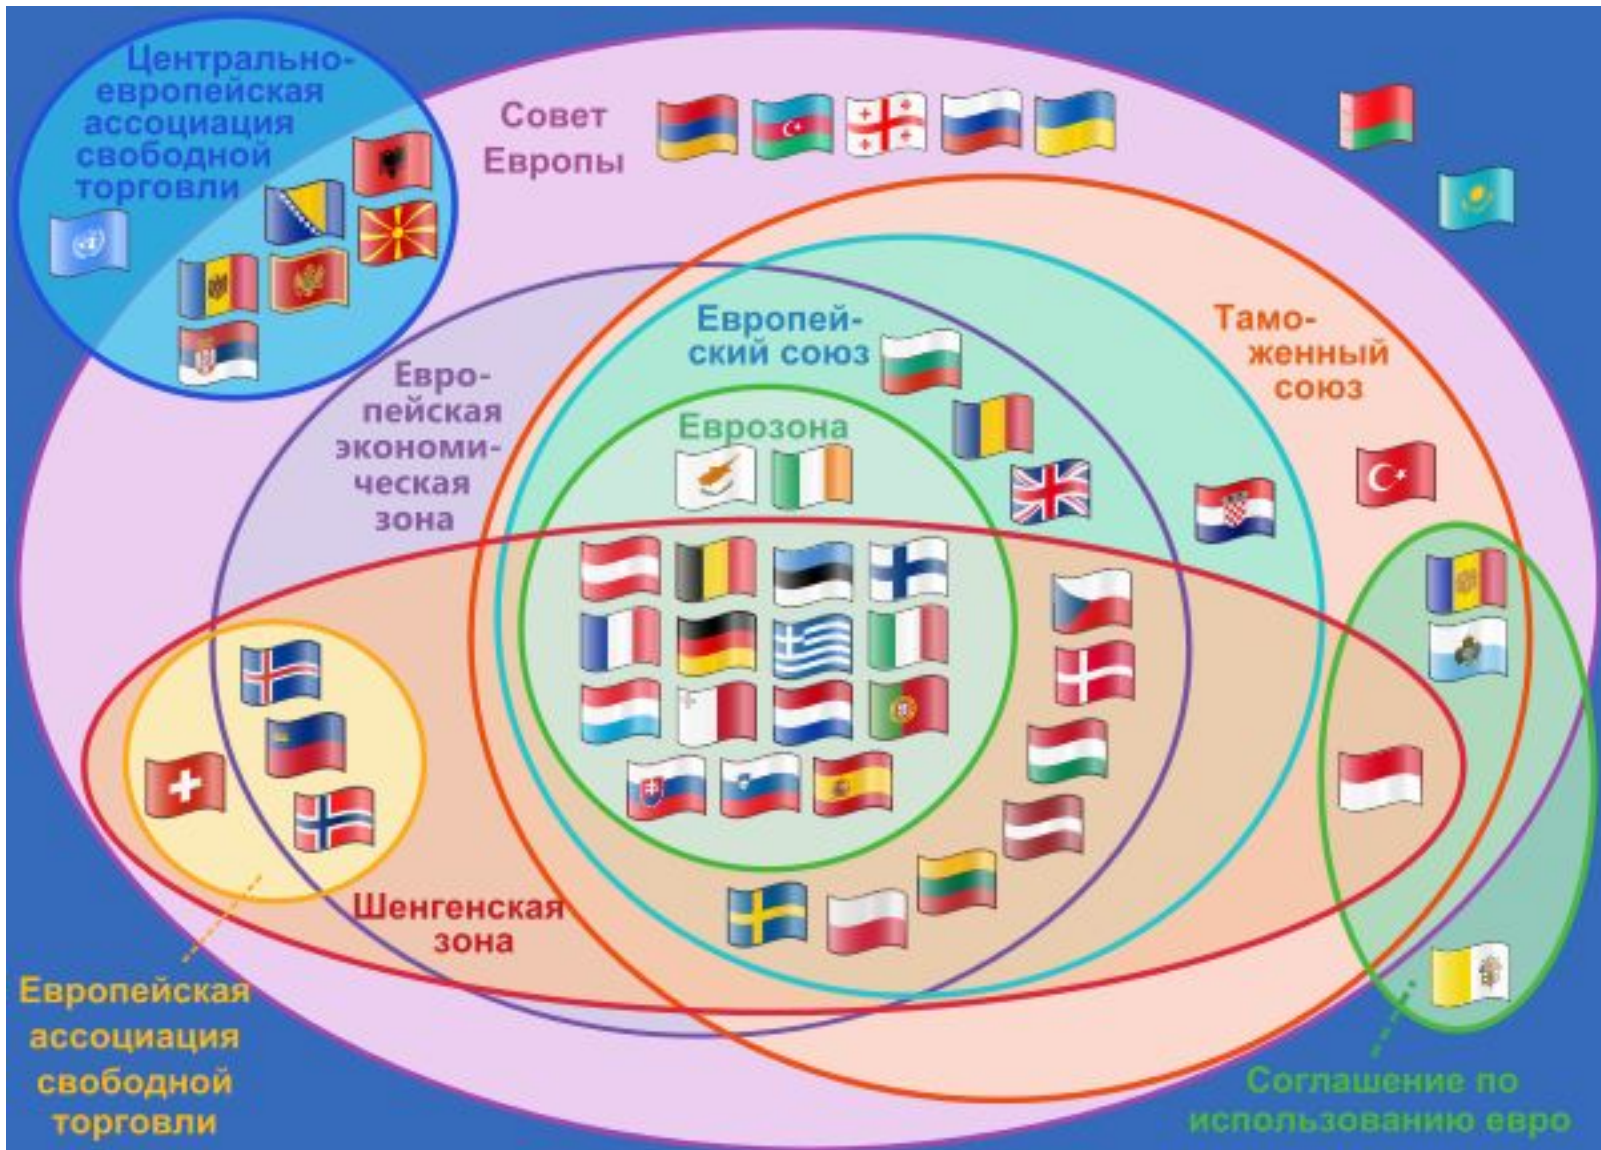 Центрально-
европейская
ассоциация
свободной
торговли
Совет
Европы
Европей-
ский союз
Тамо-
женный
союз
Евро-
пейская
экономи-
ческая
зона
Еврозона
Шенгенская
зона
Европейская
ассоциация
свободной
торговли
Соглашение по
использованию евро